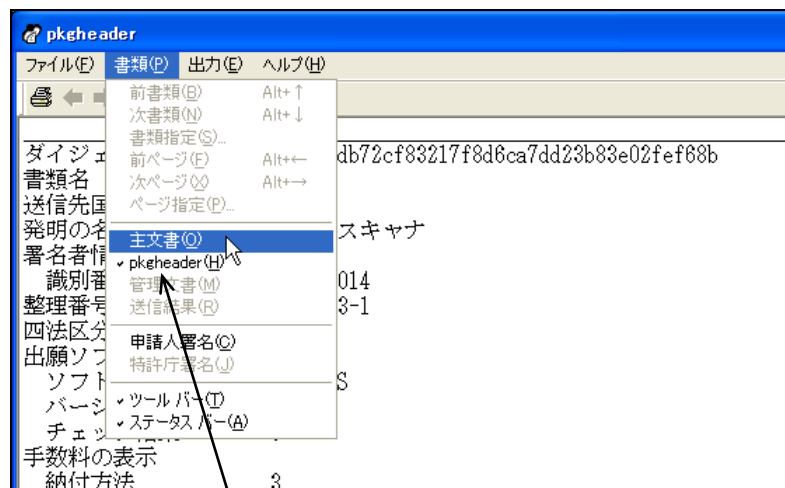 pkgheader
ファイル(F) 書類(P) 出力(E) ヘルプ(H)
前書類(B) Alt+↑
次書類(N) Alt+↓
書類指定(S)...
前ページ(F) Alt+←
次ページ(X) Alt+→
ページ指定(P)...
主文書(O)
✓ pkgheader(H)
管理文書(M)
送信結果(R)
申請人署名(C)
特許庁署名(J)
✓ ツール バー(T)
✓ ステータス バー(A)
ダイジェ db72cf83217f8d6ca7dd23b83e02fef68b
書類名
送信先国
発明の名 スキャナ
署名者情
識別番 014
整理番号 3-1
四法区分
出願ソフ
ソフト S
バージ
チェッ
手数料の表示
納付方法 3